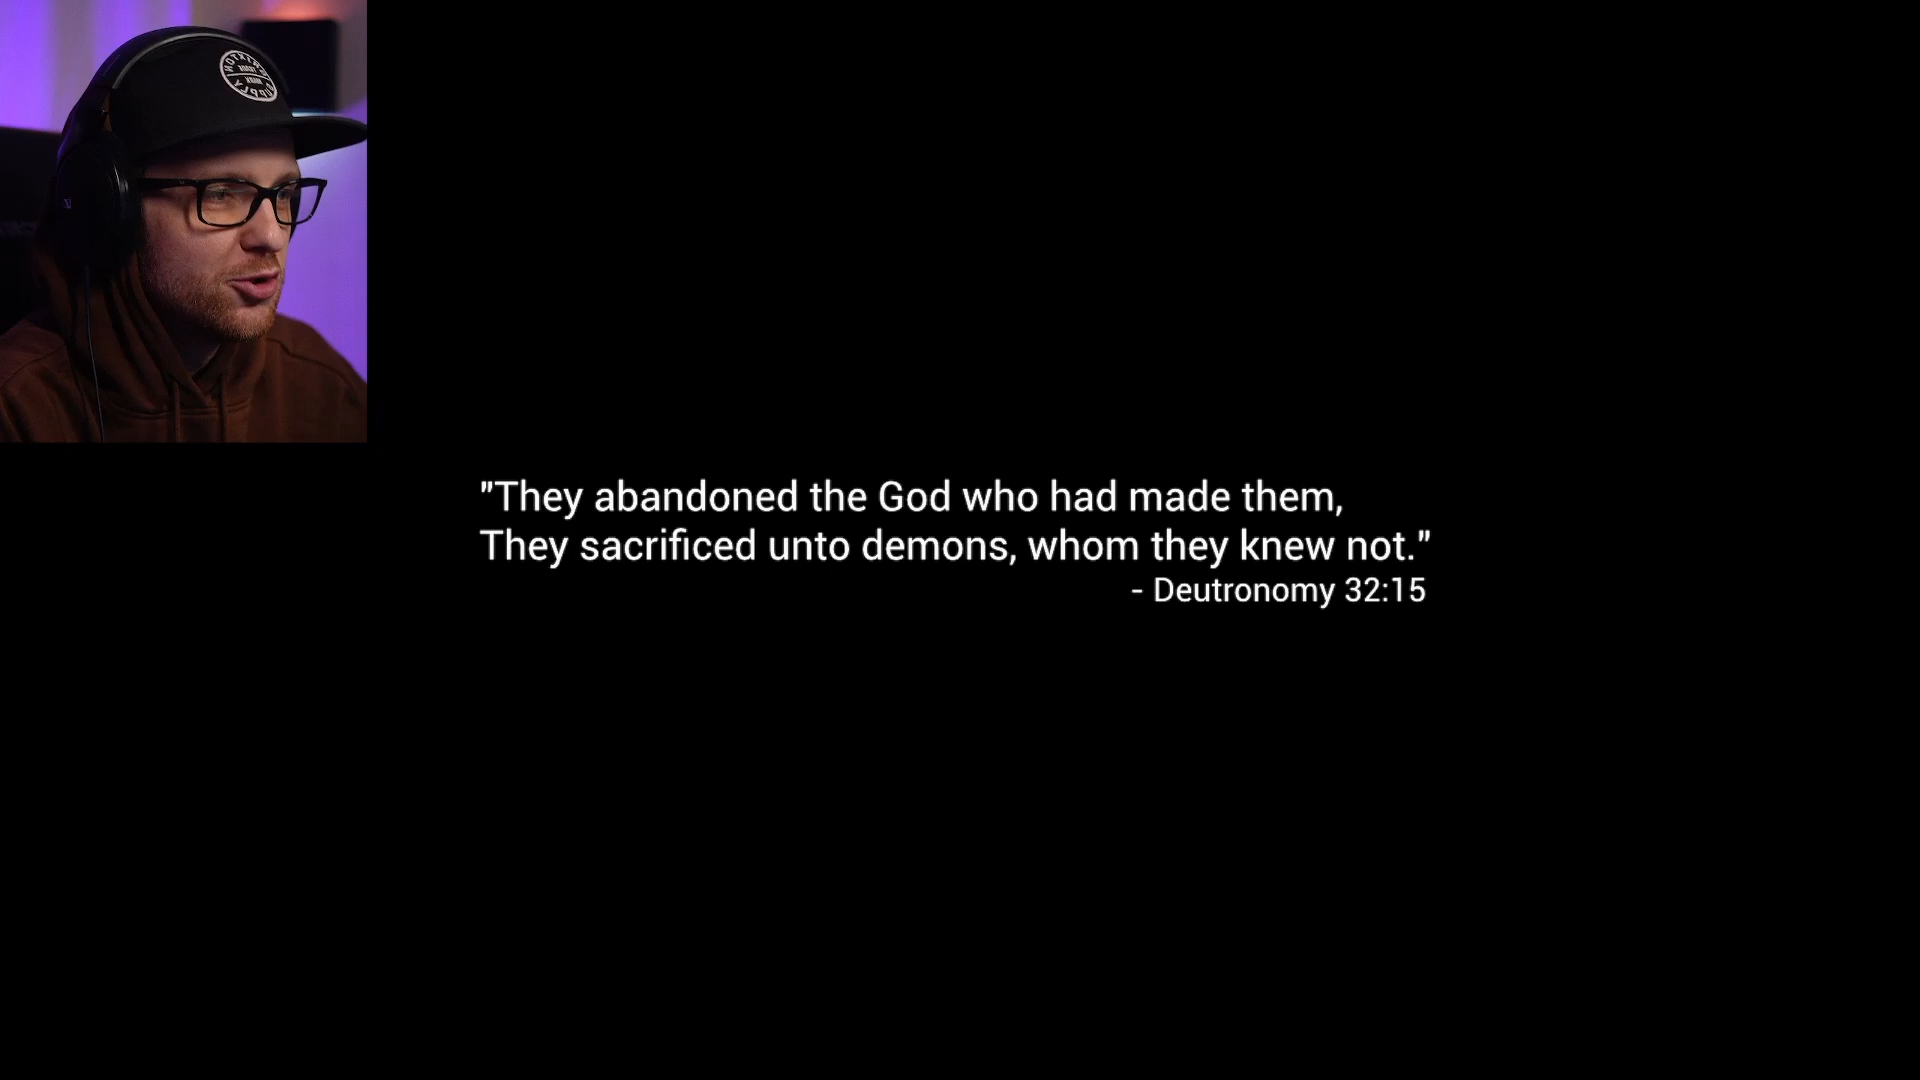 "They abandoned the God who had made them,
They sacrificed unto demons, whom they knew not."
- Deutronomy 32:15